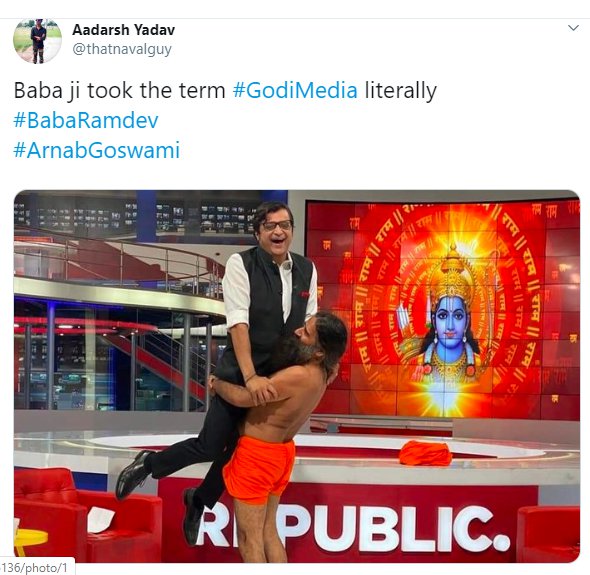 Aadarsh Yadav
@thatnavalguy
Baba ji took the term #GodiMedia literally
#BabaRamdev
#ArnabGoswami
राम॥ राम॥ राम॥ राम॥
राम राम
REPUBLIC.
-136/photo/1